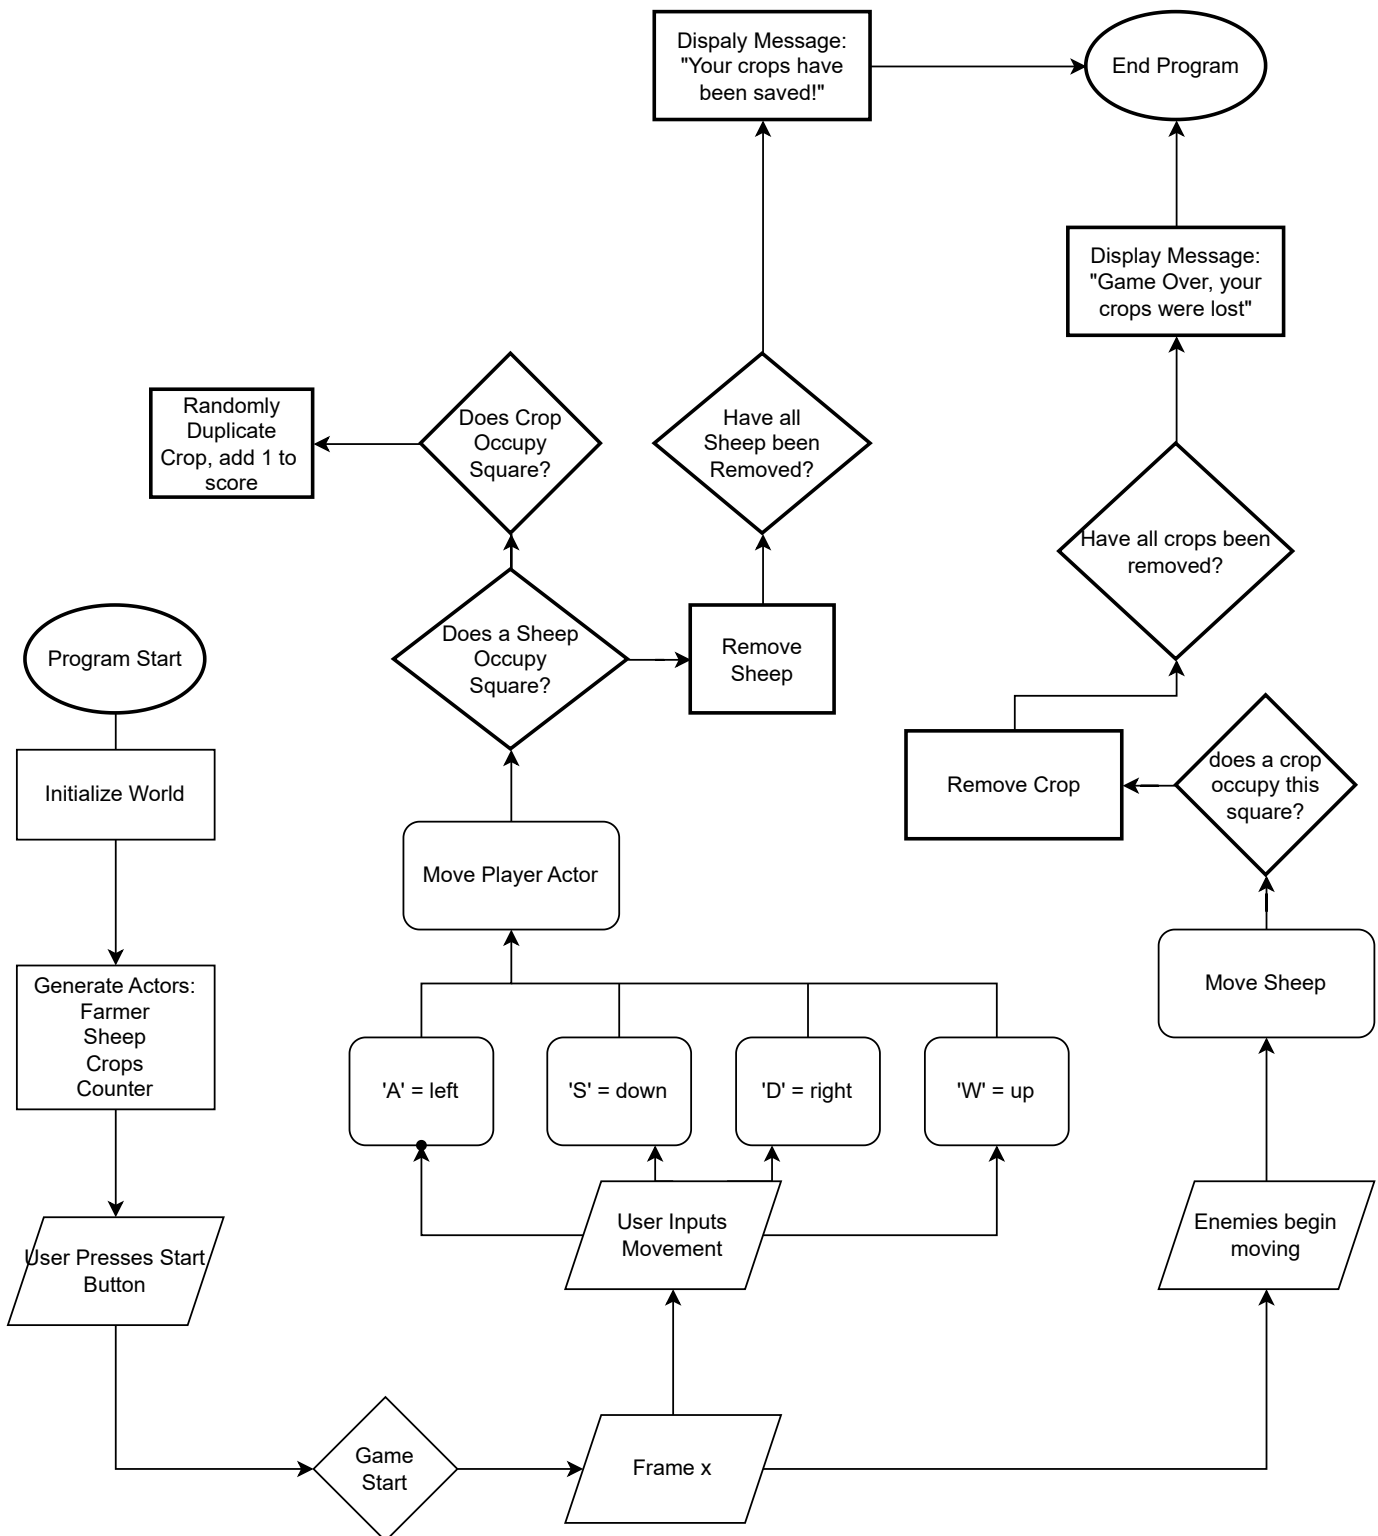 Dispaly Message:
"Your crops have
been saved!"
End Program
Display Message:
"Game Over, your
crops were lost"
Randomly
Duplicate
Crop, add 1 to
score
Does Crop
Occupy
Square?
Have all
Sheep been
Removed?
Have all crops been
removed?
Program Start
Does a Sheep
Occupy
Square?
Remove
Sheep
Initialize World
Remove Crop
does a crop
occupy this
square?
Move Player Actor
Generate Actors:
Farmer
Sheep
Crops
Counter
Move Sheep
'A' = left
'S' = down
'D' = right
'W' = up
User Presses Start
Button
User Inputs
Movement
Enemies begin
moving
Game
Start
Frame x